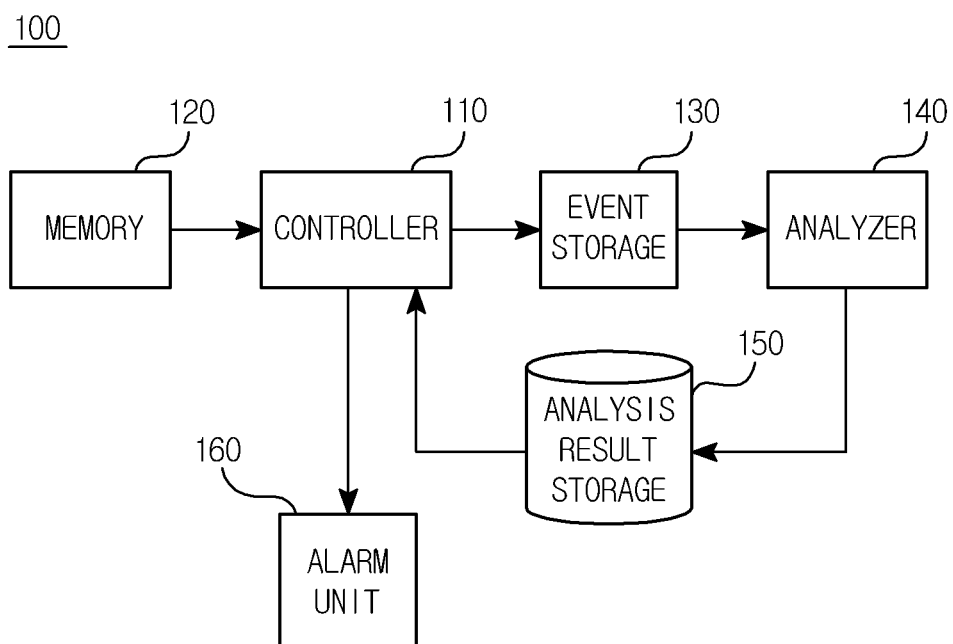 100
120
110
130
140
MEMORY
CONTROLLER
EVENT
STORAGE
ANALYZER
150
ANALYSIS
RESULT
STORAGE
160
ALARM
UNIT